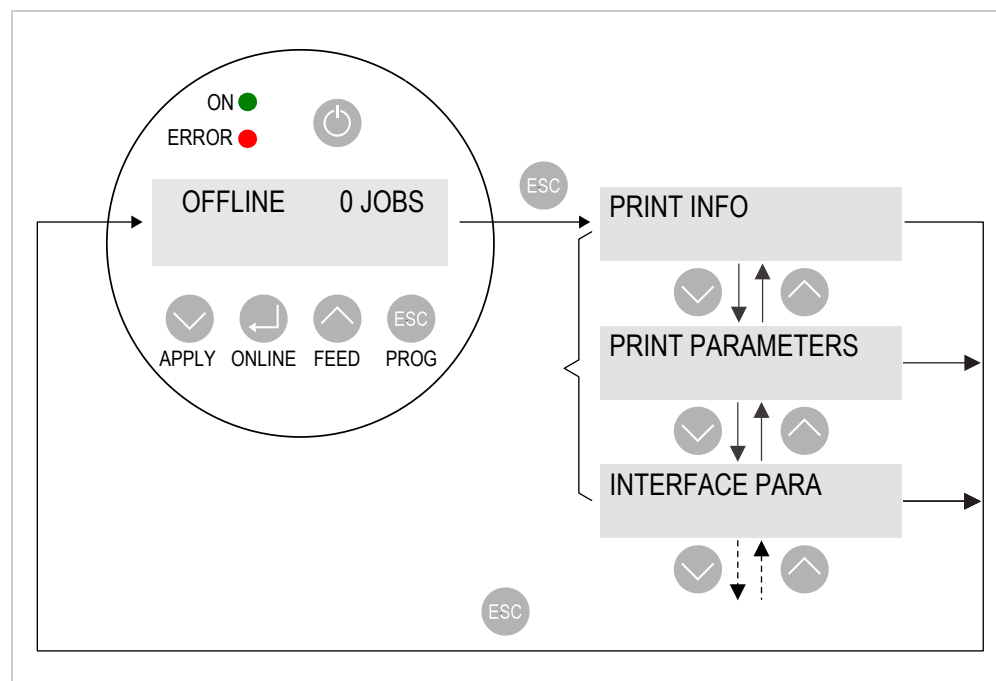 ON
ERROR
OFFLINE 0 JOBS
ESC
APPLY ONLINE FEED PROG
ESC
PRINT INFO
PRINT PARAMETERS
INTERFACE PARA
ESC